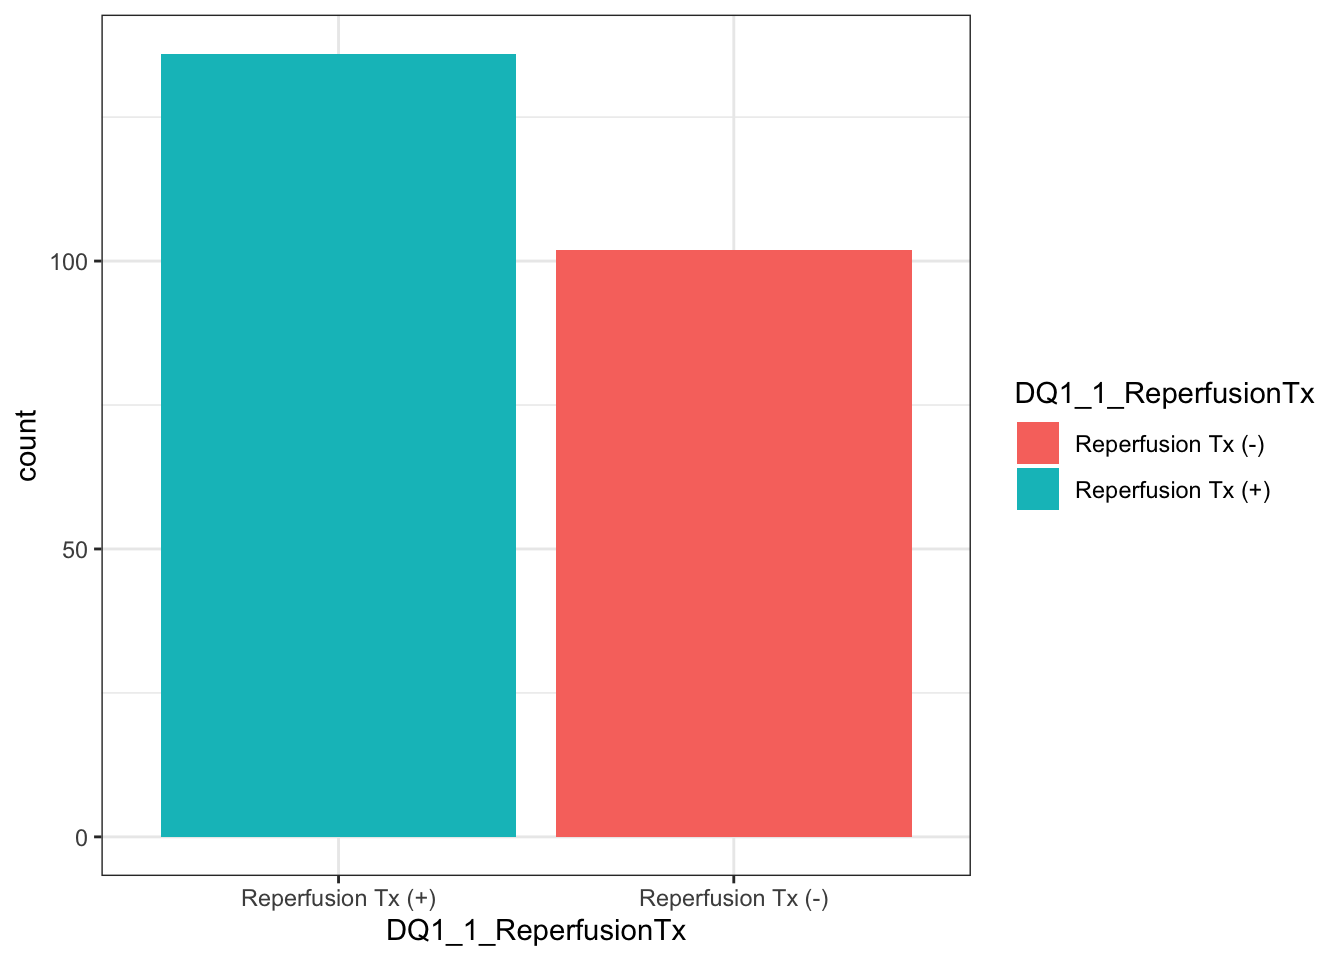 count
100
50
0
Reperfusion Tx (+)
Reperfusion Tx (-)
DQ1_1_ReperfusionTx
DQ1_1_ReperfusionTx
Reperfusion Tx (-)
Reperfusion Tx (+)